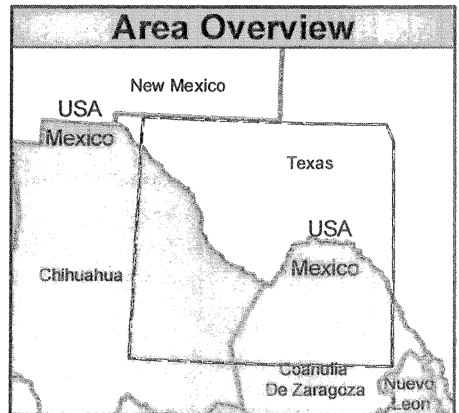 Area Overview
New Mexico
USA
Mexico
Texas
USA
Mexico
Chihuahua
Coahuila
De Zaragoza
Nuevo
Leon